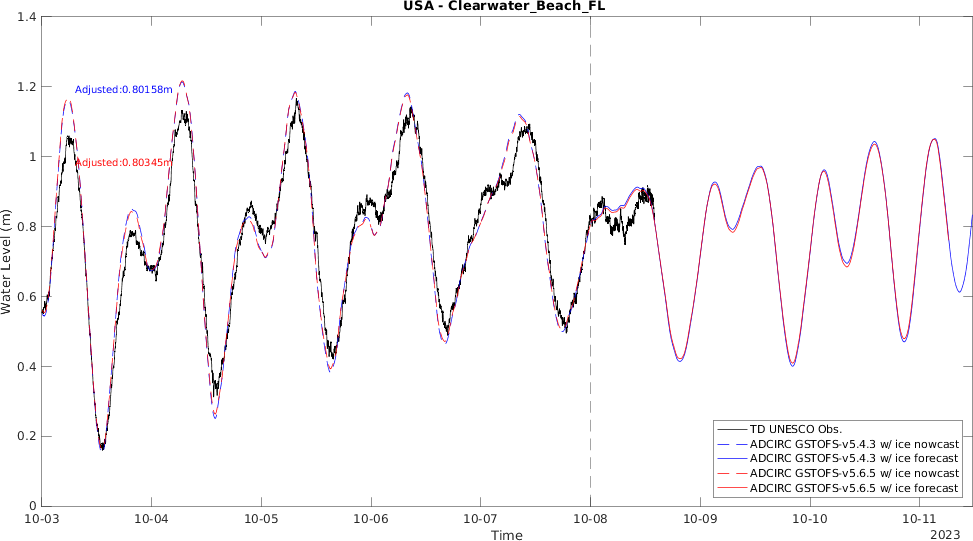 USA - Clearwater_Beach_FL
1.4
1.2
1
0.8
0.6
0.4
0.2
0
Water Level (m)
Adjusted:0.80158m
Adjusted:0.80345m
TD UNESCO Obs.
ADCIRC GSTOFS-v5.4.3 w/ ice nowcast
ADCIRC GSTOFS-v5.4.3 w/ ice forecast
ADCIRC GSTOFS-v5.6.5 w/ ice nowcast
ADCIRC GSTOFS-v5.6.5 w/ ice forecast
10-03 10-04 10-05 10-06 10-07 10-08 10-09 10-10 10-11
Time
2023